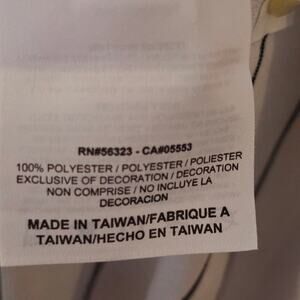 RN#56323 - CA#05553
100% POLYESTER / POLYESTER / POLIESTER
EXCLUSIVE OF DECORATION / DECORATION
NON COMPRISE / NO INCLUYE LA
DECORACION
MADE IN TAIWAN/FABRIQUE A
TAIWAN/HECHO EN TAIWAN